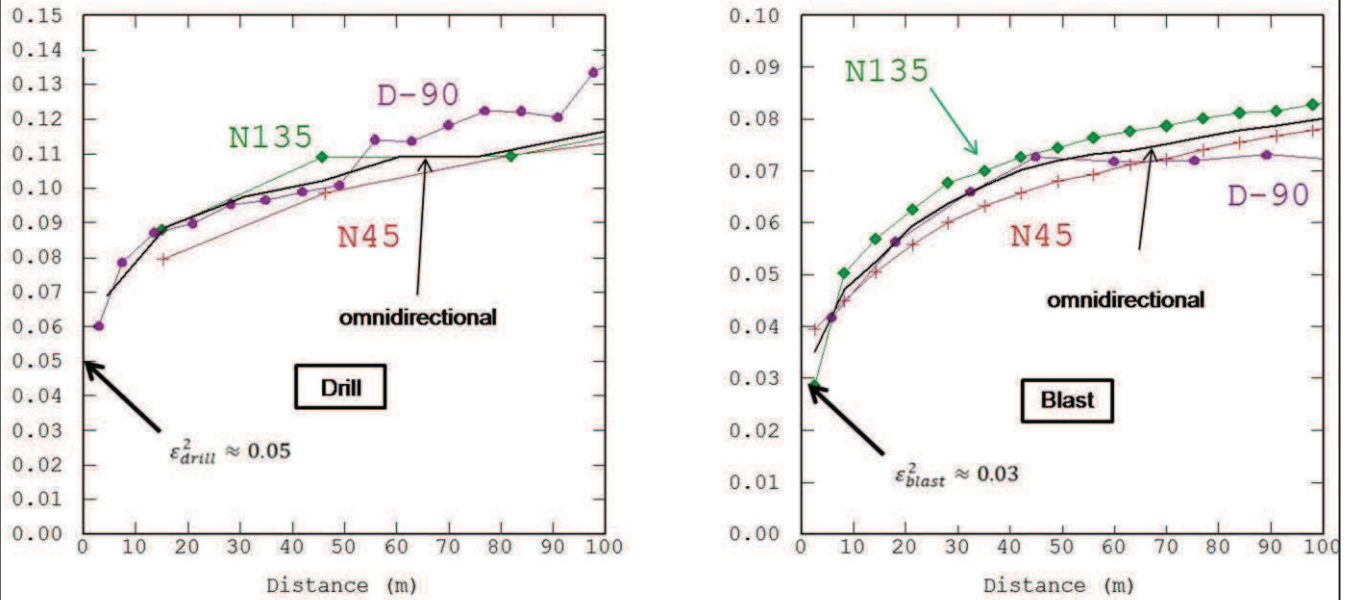 0.15
0.14
0.13
0.12
0.11
0.10
0.09
0.08
0.07
0.06
0.05
0.04
0.03
0.02
0.01
0.00
0 10 20 30 40 50 60 70 80 90 100
Distance (m)
D-90
N135
N45
omnidirectional
Drill
ε²drill ≈ 0.05
0.10
0.09
0.08
0.07
0.06
0.05
0.04
0.03
0.02
0.01
0.00
0 10 20 30 40 50 60 70 80 90 100
Distance (m)
N135
D-90
N45
omnidirectional
Blast
ε²blast ≈ 0.03